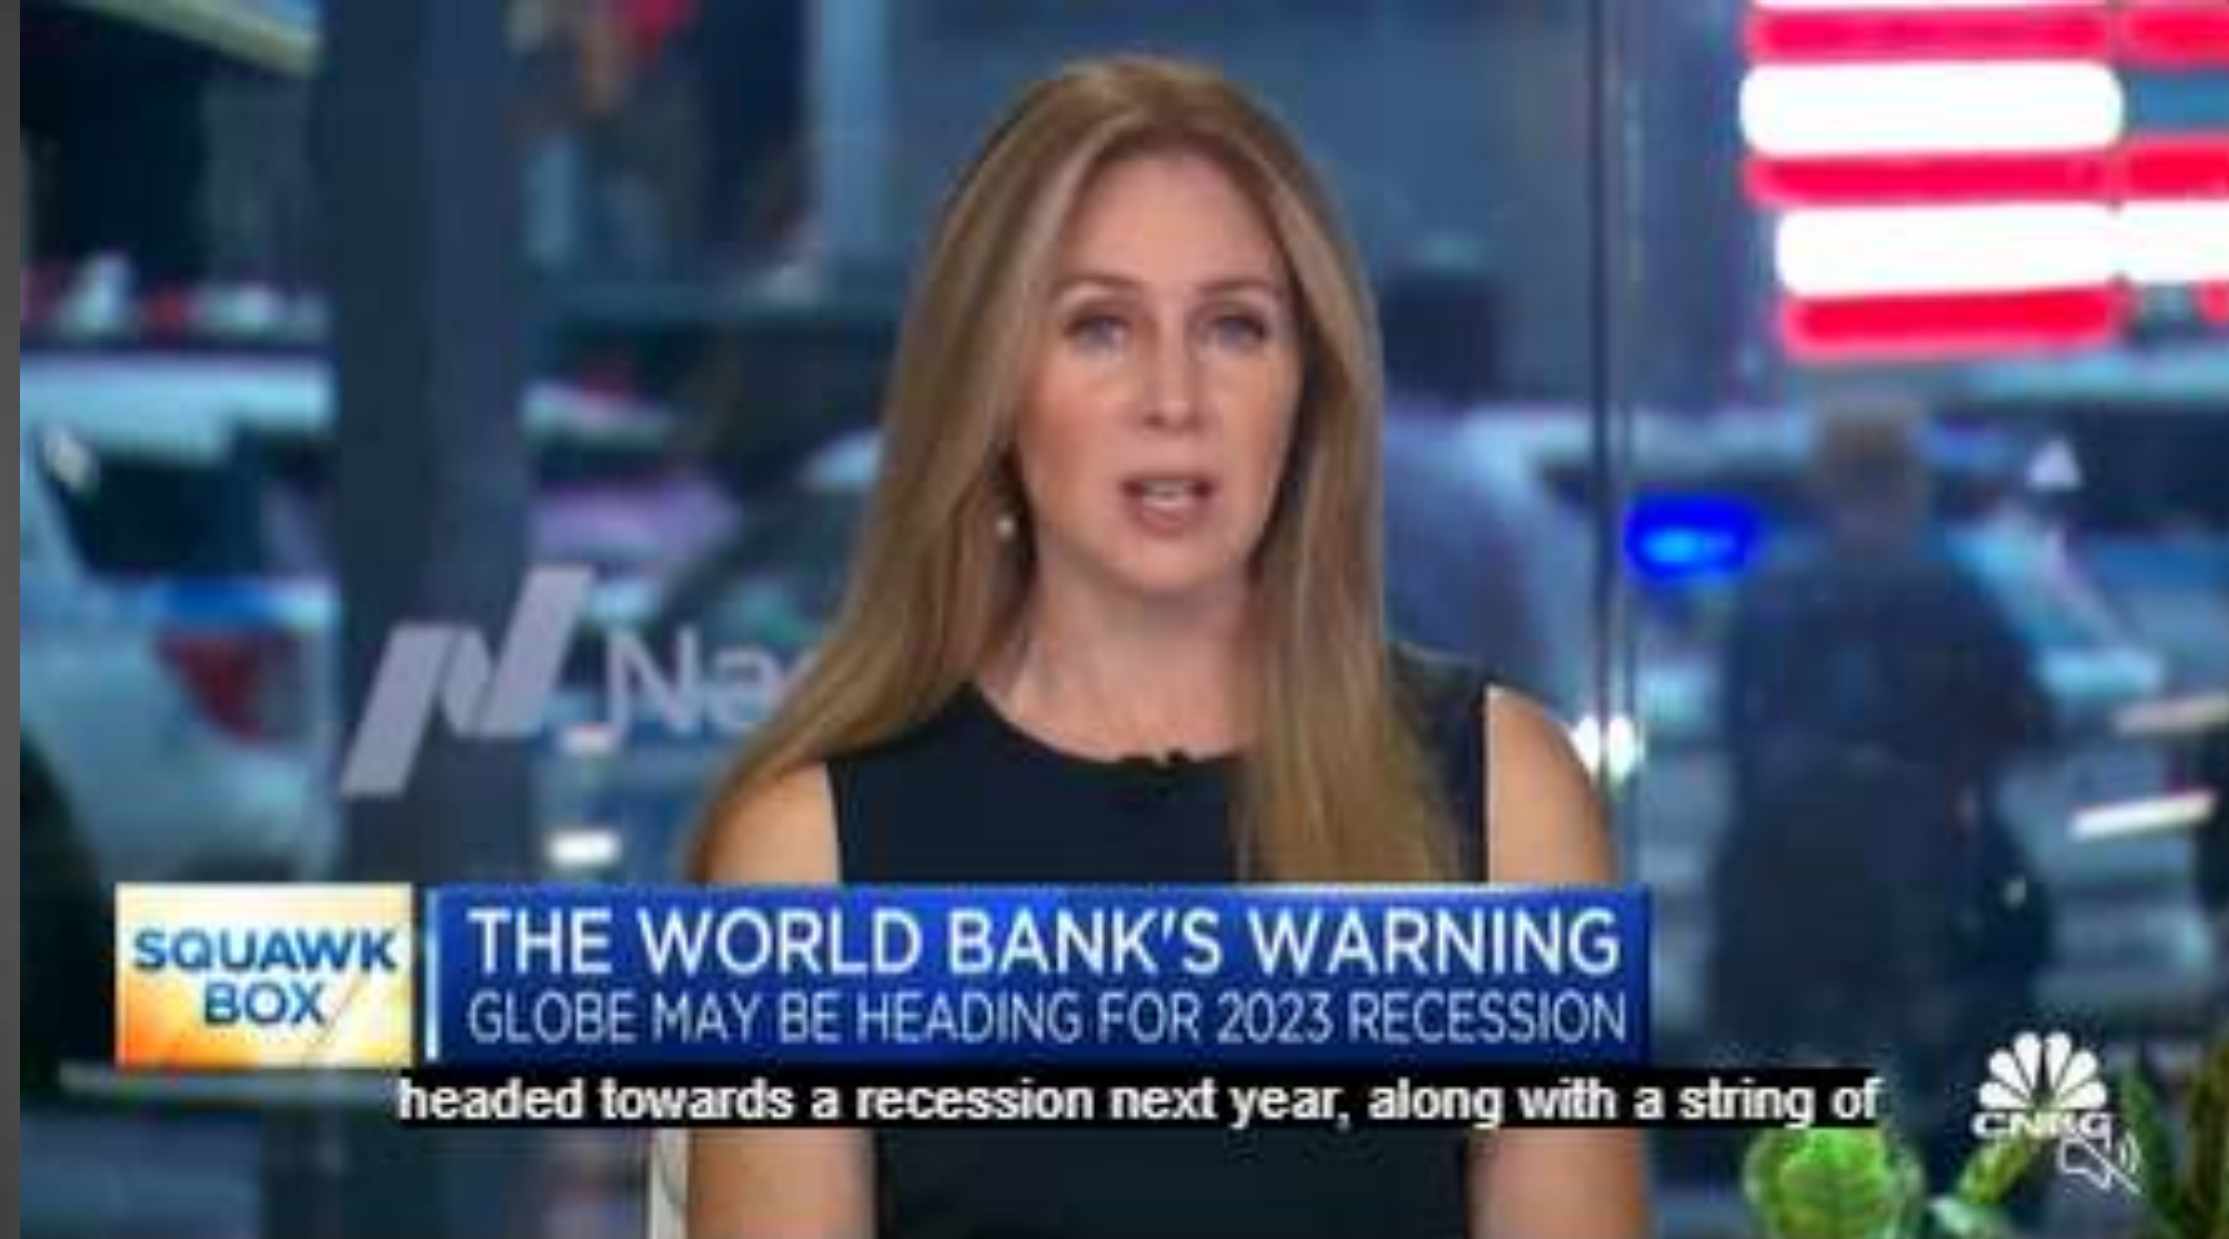 Na
SQUAWK
BOX
THE WORLD BANK'S WARNING
GLOBE MAY BE HEADING FOR 2023 RECESSION
headed towards a recession next year, along with a string of
CNBC